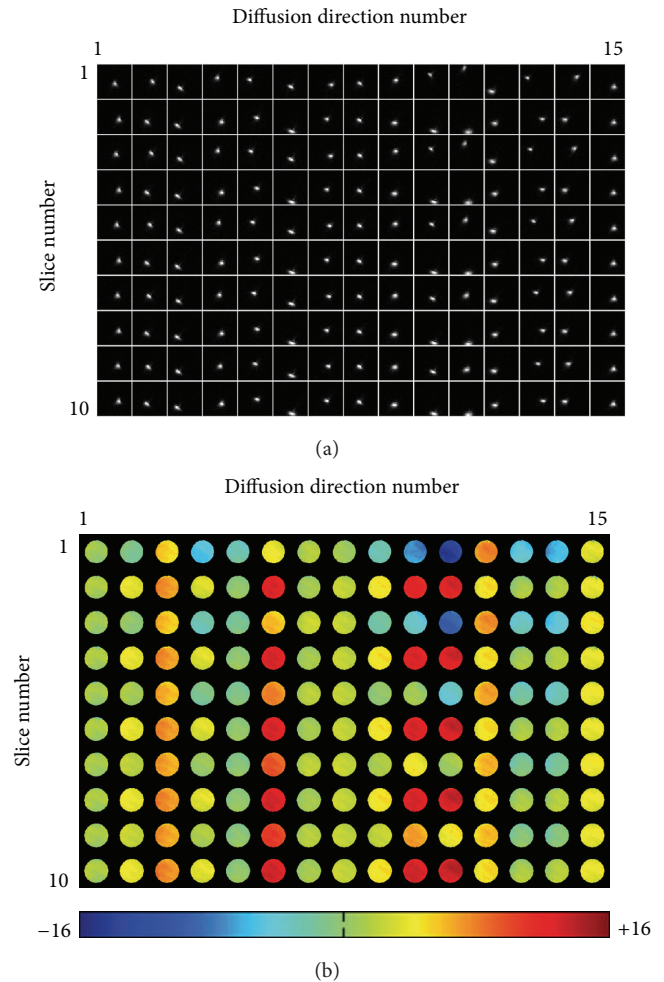 Diffusion direction number
1 15
1
Slice number
10
(a)
Diffusion direction number
1 15
1
Slice number
10
−16 +16
(b)